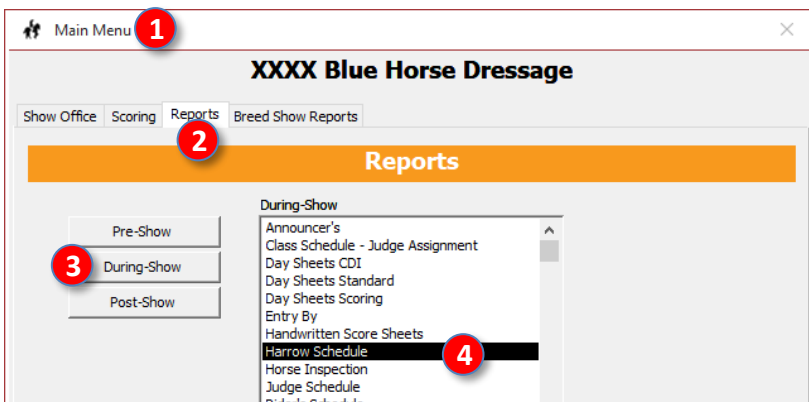 Main Menu 1
XXXX Blue Horse Dressage
Show Office Scoring Reports Breed Show Reports
2
Reports
During-Show
Pre-Show
3 During-Show
Post-Show
Announcer's
Class Schedule - Judge Assignment
Day Sheets CDI
Day Sheets Standard
Day Sheets Scoring
Entry By
Handwritten Score Sheets
Harrow Schedule 4
Horse Inspection
Judge Schedule